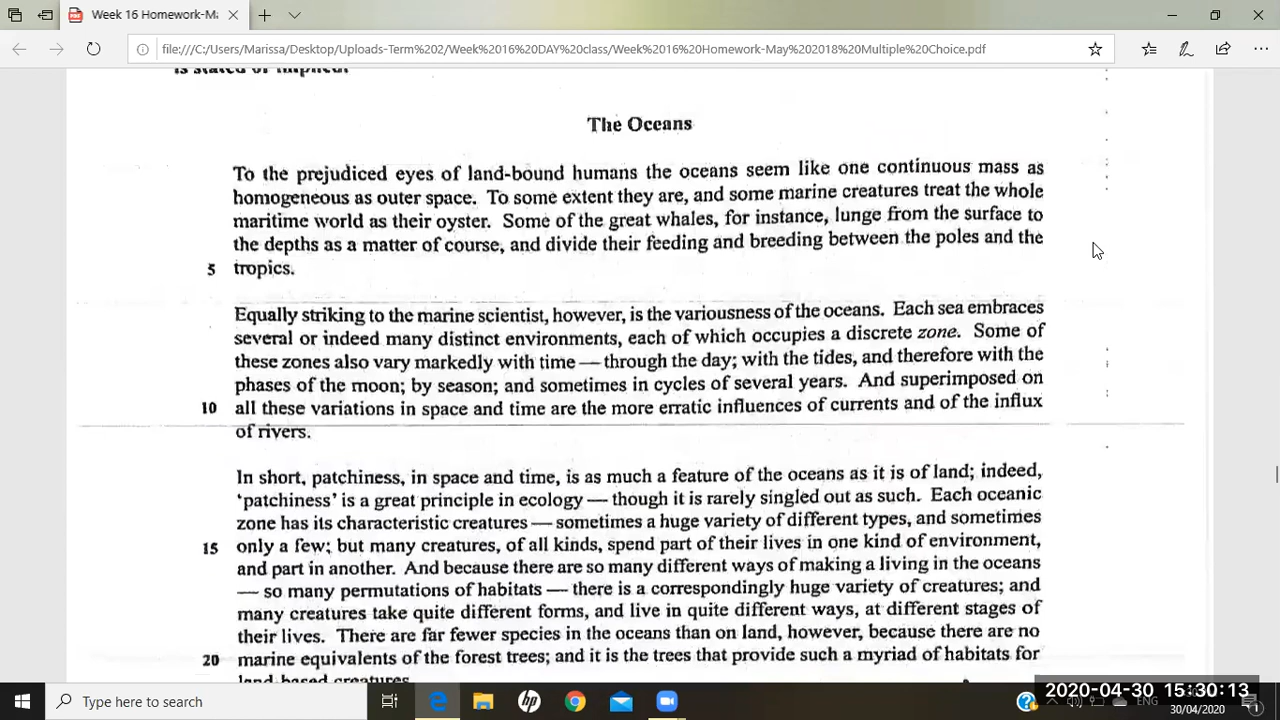 Week 16 Homework-Ma
file:///C:/Users/Marissa/Desktop/Uploads-Term%202/Week%2016%20DAY%20class/Week%2016%20Homework-May%202018%20Multiple%20Choice.pdf
is stated or implied.
The Oceans
To the prejudiced eyes of land-bound humans the oceans seem like one continuous mass as
homogeneous as outer space. To some extent they are, and some marine creatures treat the whole
maritime world as their oyster. Some of the great whales, for instance, lunge from the surface to
the depths as a matter of course, and divide their feeding and breeding between the poles and the
5 tropics.
Equally striking to the marine scientist, however, is the variousness of the oceans. Each sea embraces
several or indeed many distinct environments, each of which occupies a discrete zone. Some of
these zones also vary markedly with time — through the day; with the tides, and therefore with the
phases of the moon; by season; and sometimes in cycles of several years. And superimposed on
10 all these variations in space and time are the more erratic influences of currents and of the influx
of rivers.
In short, patchiness, in space and time, is as much a feature of the oceans as it is of land; indeed,
‘patchiness’ is a great principle in ecology — though it is rarely singled out as such. Each oceanic
zone has its characteristic creatures — sometimes a huge variety of different types, and sometimes
15 only a few; but many creatures, of all kinds, spend part of their lives in one kind of environment,
and part in another. And because there are so many different ways of making a living in the oceans
— so many permutations of habitats — there is a correspondingly huge variety of creatures; and
many creatures take quite different forms, and live in quite different ways, at different stages of
their lives. There are far fewer species in the oceans than on land, however, because there are no
20 marine equivalents of the forest trees; and it is the trees that provide such a myriad of habitats for
land-based creatures.
Type here to search
ENG
2020-04-30 15:30:13
30/04/2020